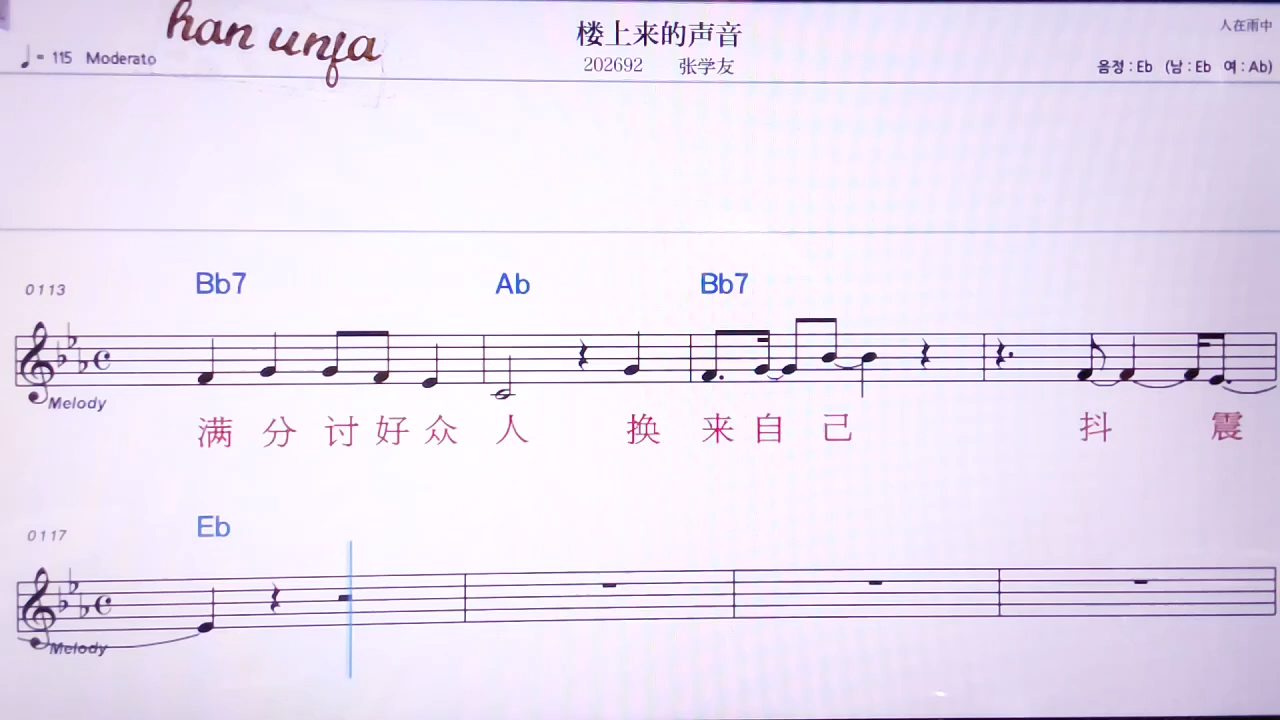 han unfa
楼上来的声音
人在雨中
♩= 115 Moderato
202692 张学友
음정 : Eb (남 : Eb 여 : Ab)
0113
Bb7 Ab Bb7
Melody
满 分 讨 好 众 人 换 来 自 己 抖 震
0117
Eb
Melody